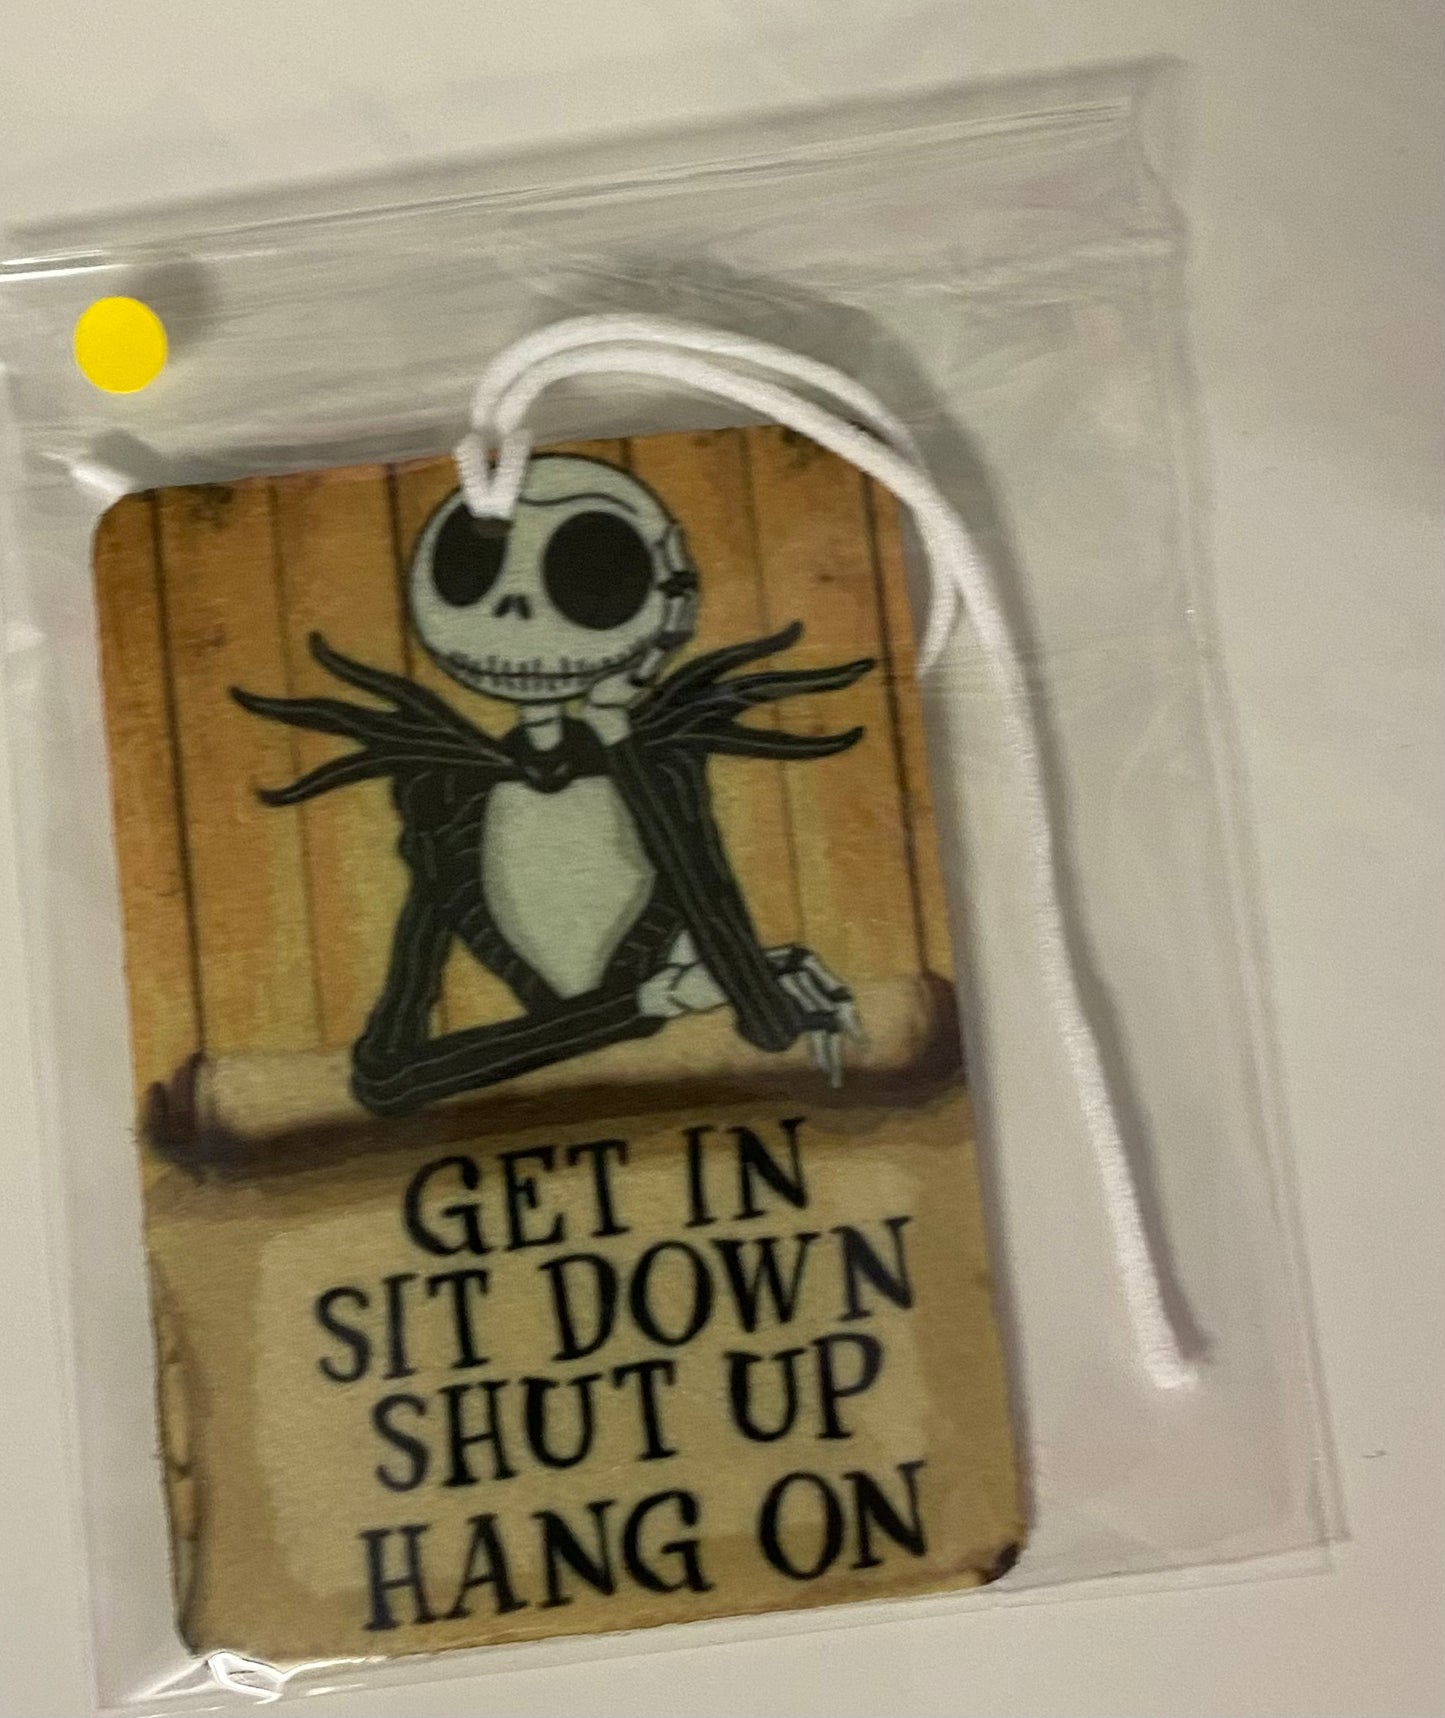 GET IN
SIT DOWN
SHUT UP
HANG ON